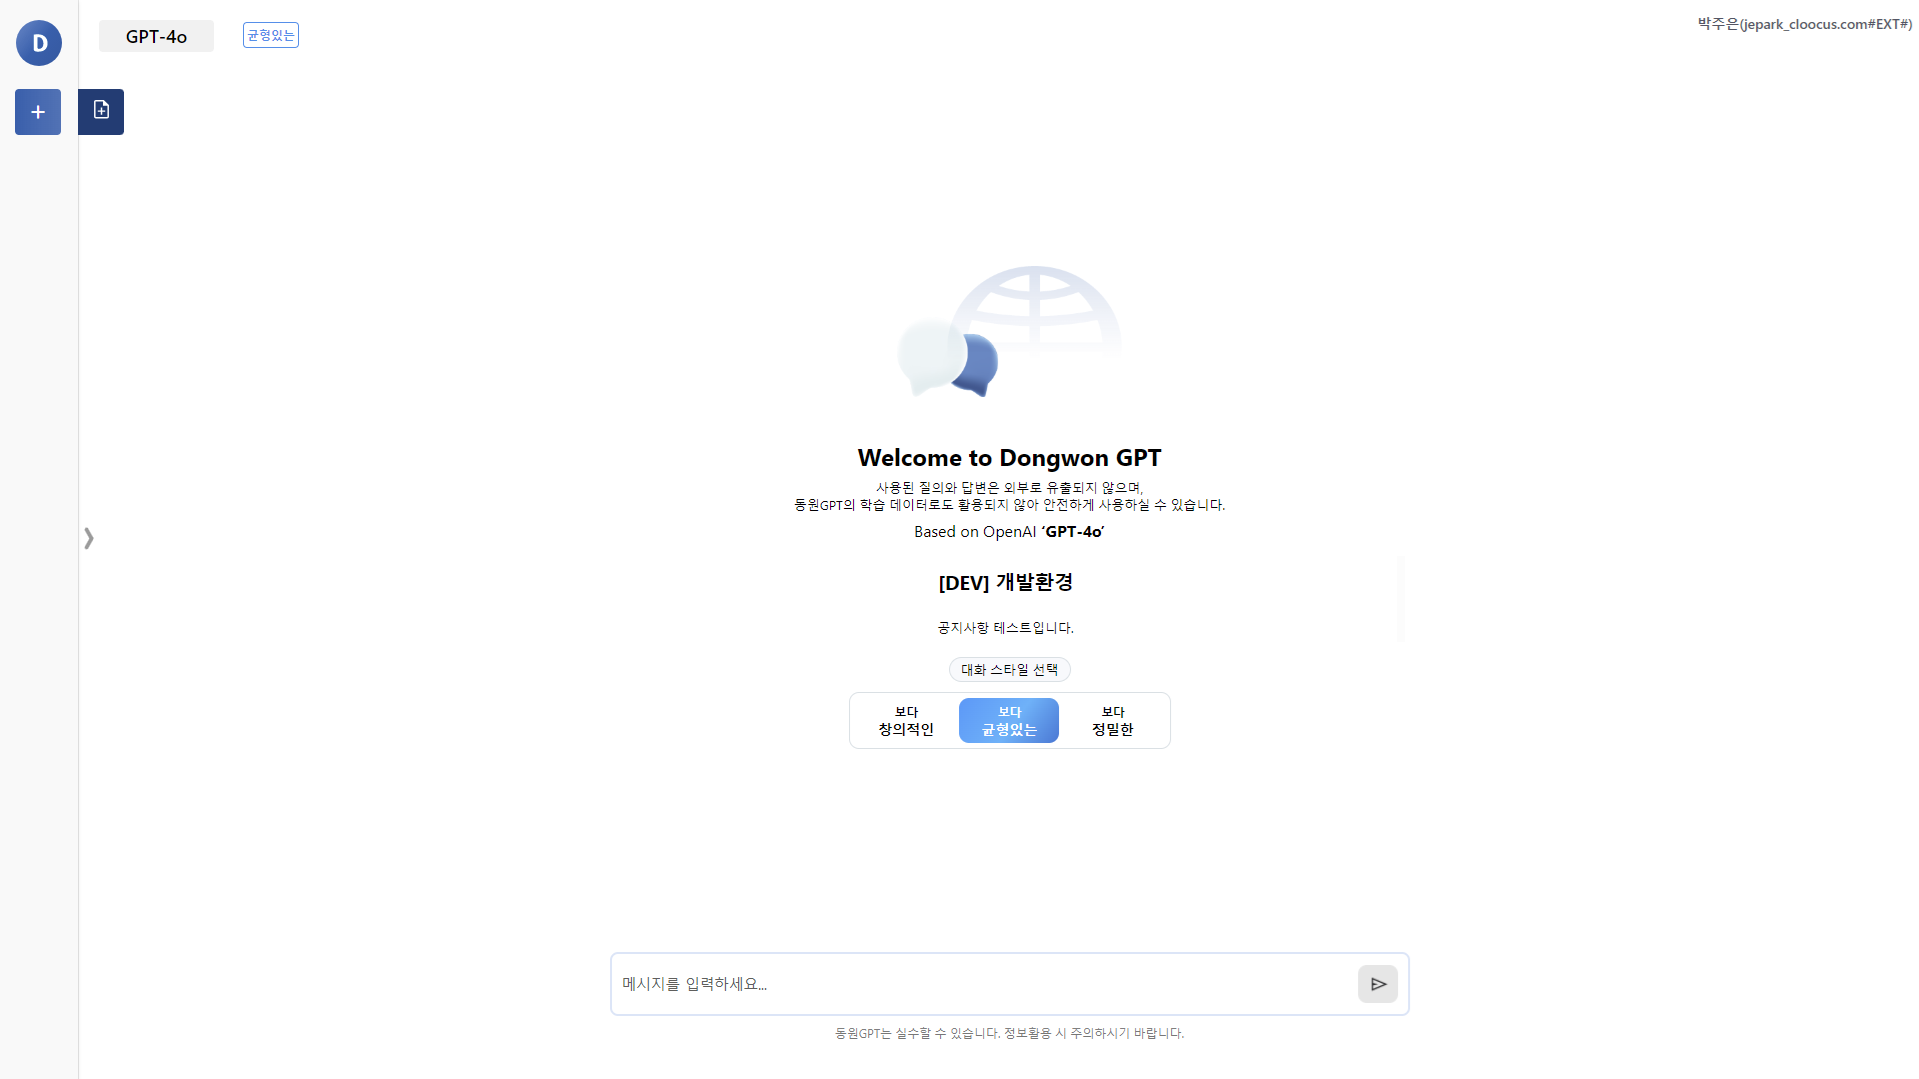 D
GPT-4o
균형있는
박주은(jepark_cloocus.com#EXT#)
Welcome to Dongwon GPT
사용된 질의와 답변은 외부로 유출되지 않으며,
동원GPT의 학습 데이터로도 활용되지 않아 안전하게 사용하실 수 있습니다.
Based on OpenAI ‘GPT-4o’
[DEV] 개발환경
공지사항 테스트입니다.
대화 스타일 선택
보다
창의적인
보다
균형있는
보다
정밀한
메시지를 입력하세요...
동원GPT는 실수할 수 있습니다. 정보활용 시 주의하시기 바랍니다.